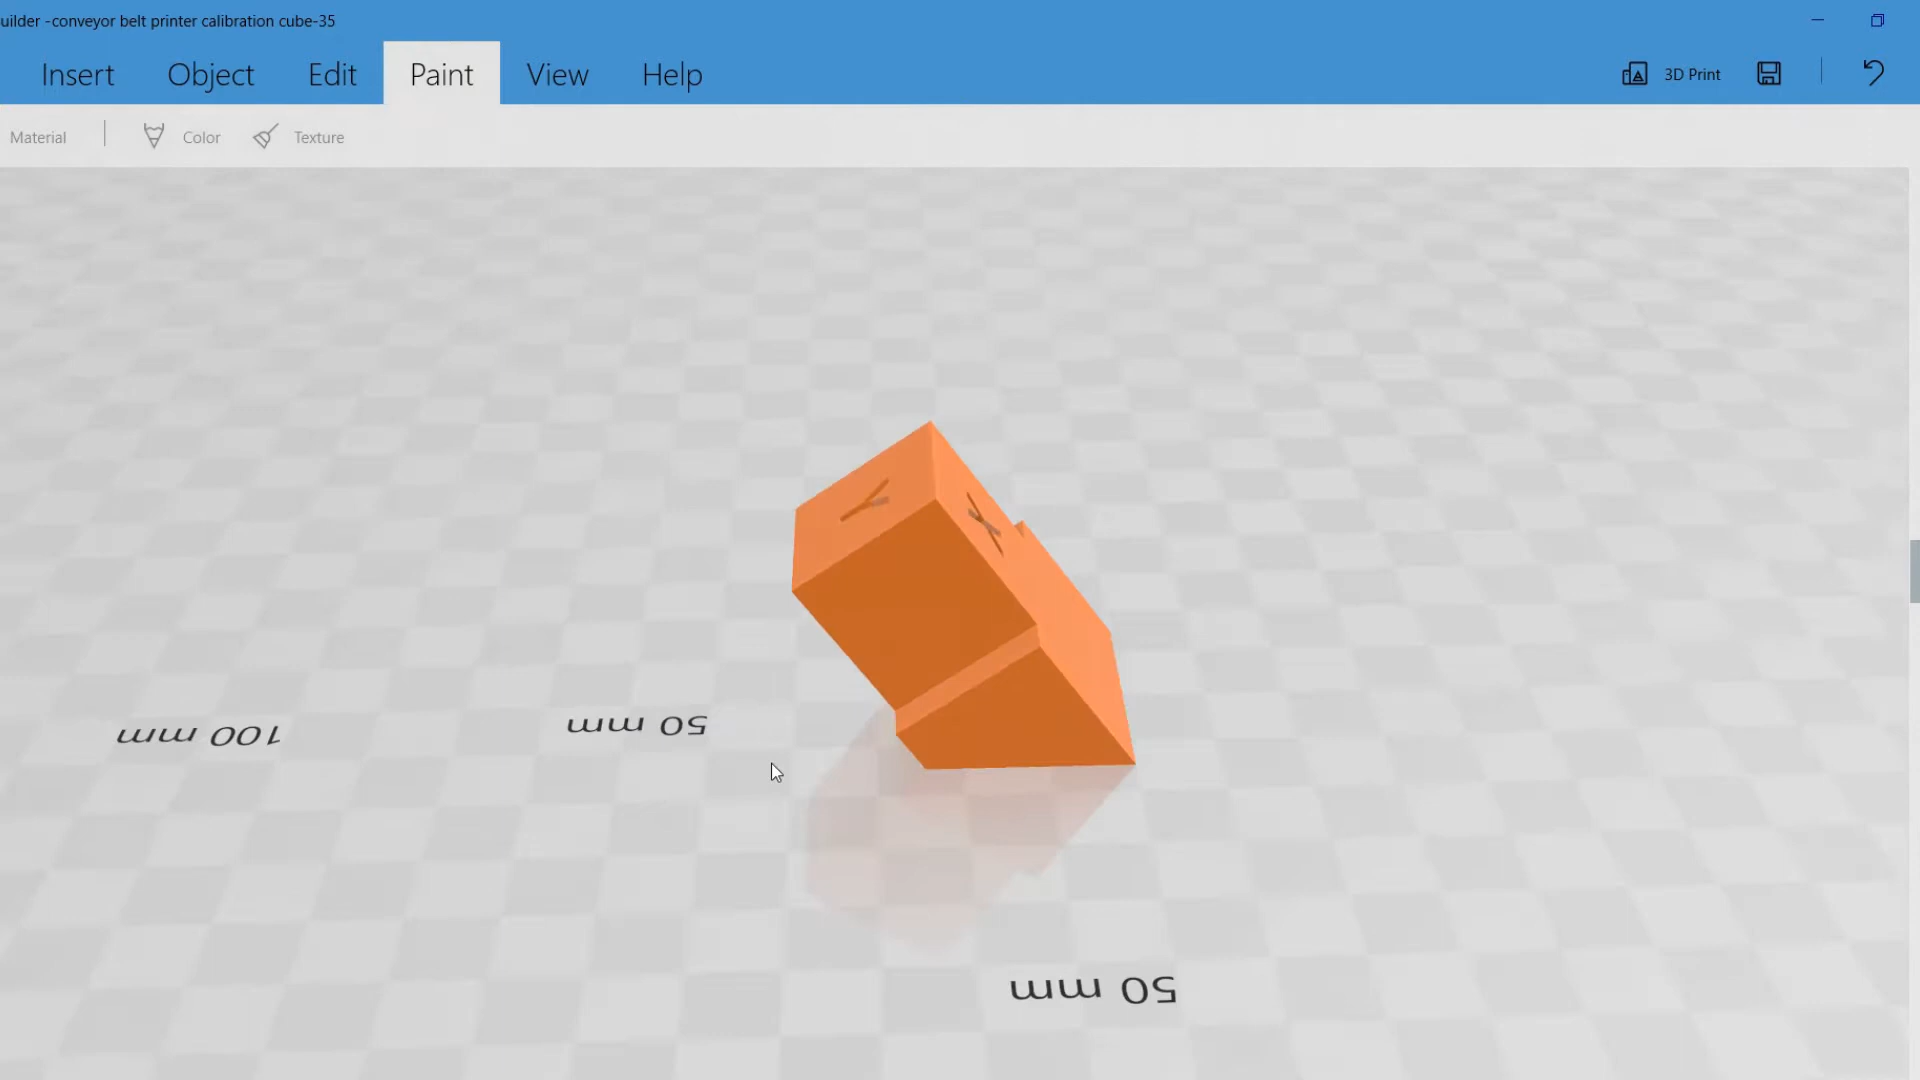 uilder -conveyor belt printer calibration cube-35
Insert Object Edit Paint View Help 3D Print
Material Color Texture
Y
X
100 mm
50 mm
50 mm